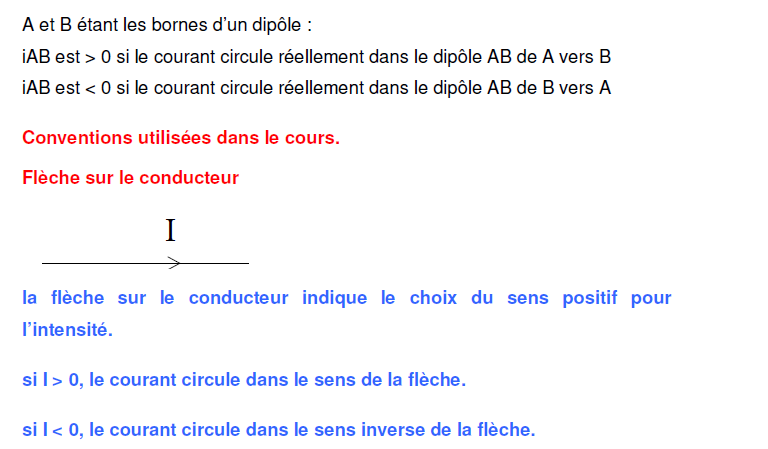 A et B étant les bornes d'un dipôle :
iAB est > 0 si le courant circule réellement dans le dipôle AB de A vers B
iAB est < 0 si le courant circule réellement dans le dipôle AB de B vers A
Conventions utilisées dans le cours.
Flèche sur le conducteur
I
la flèche sur le conducteur indique le choix du sens positif pour
l'intensité.
si I > 0, le courant circule dans le sens de la flèche.
si I < 0, le courant circule dans le sens inverse de la flèche.